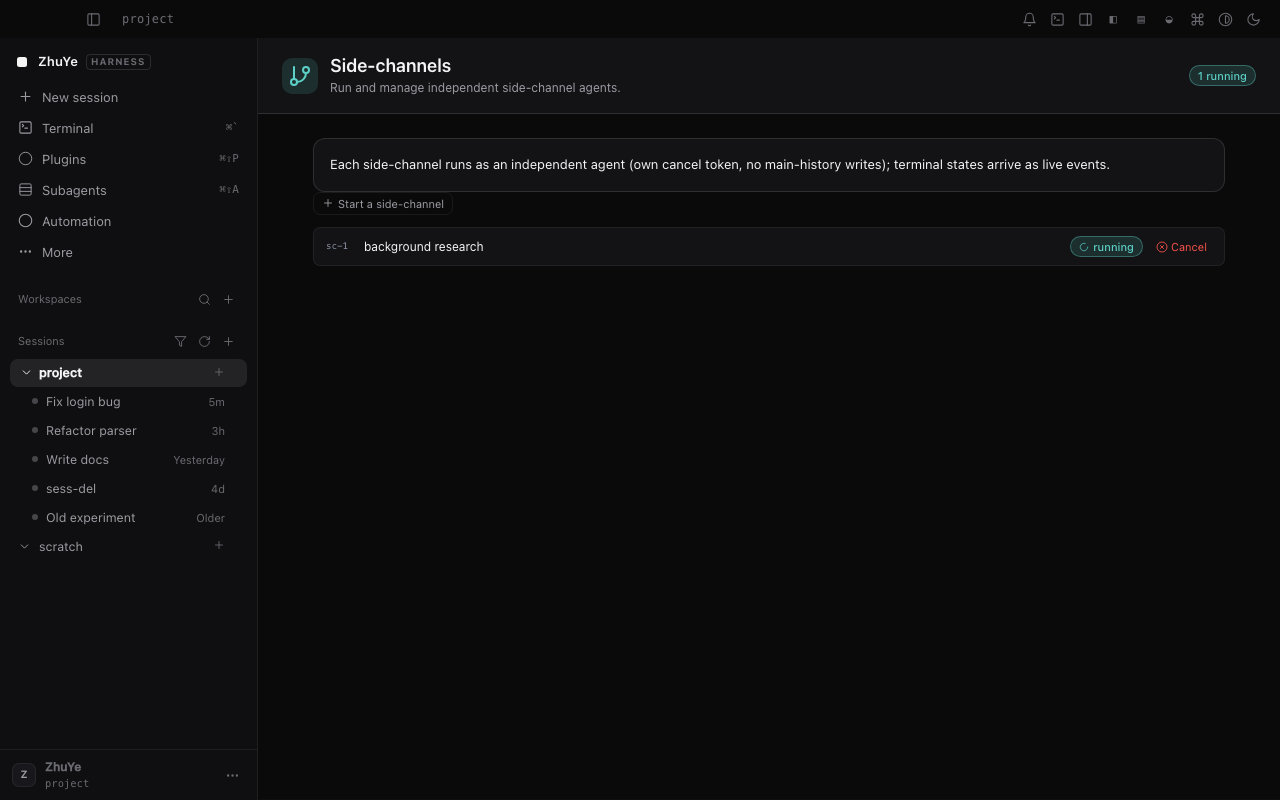 project
ZhuYe HARNESS
New session
Terminal ⌘`
Plugins ⌘⇧P
Subagents ⌘⇧A
Automation
More
Workspaces
Sessions
project
Fix login bug 5m
Refactor parser 3h
Write docs Yesterday
sess-del 4d
Old experiment Older
scratch
Z
ZhuYe
project
Side-channels
Run and manage independent side-channel agents.
1 running
Each side-channel runs as an independent agent (own cancel token, no main-history writes); terminal states arrive as live events.
Start a side-channel
sc-1 background research running Cancel